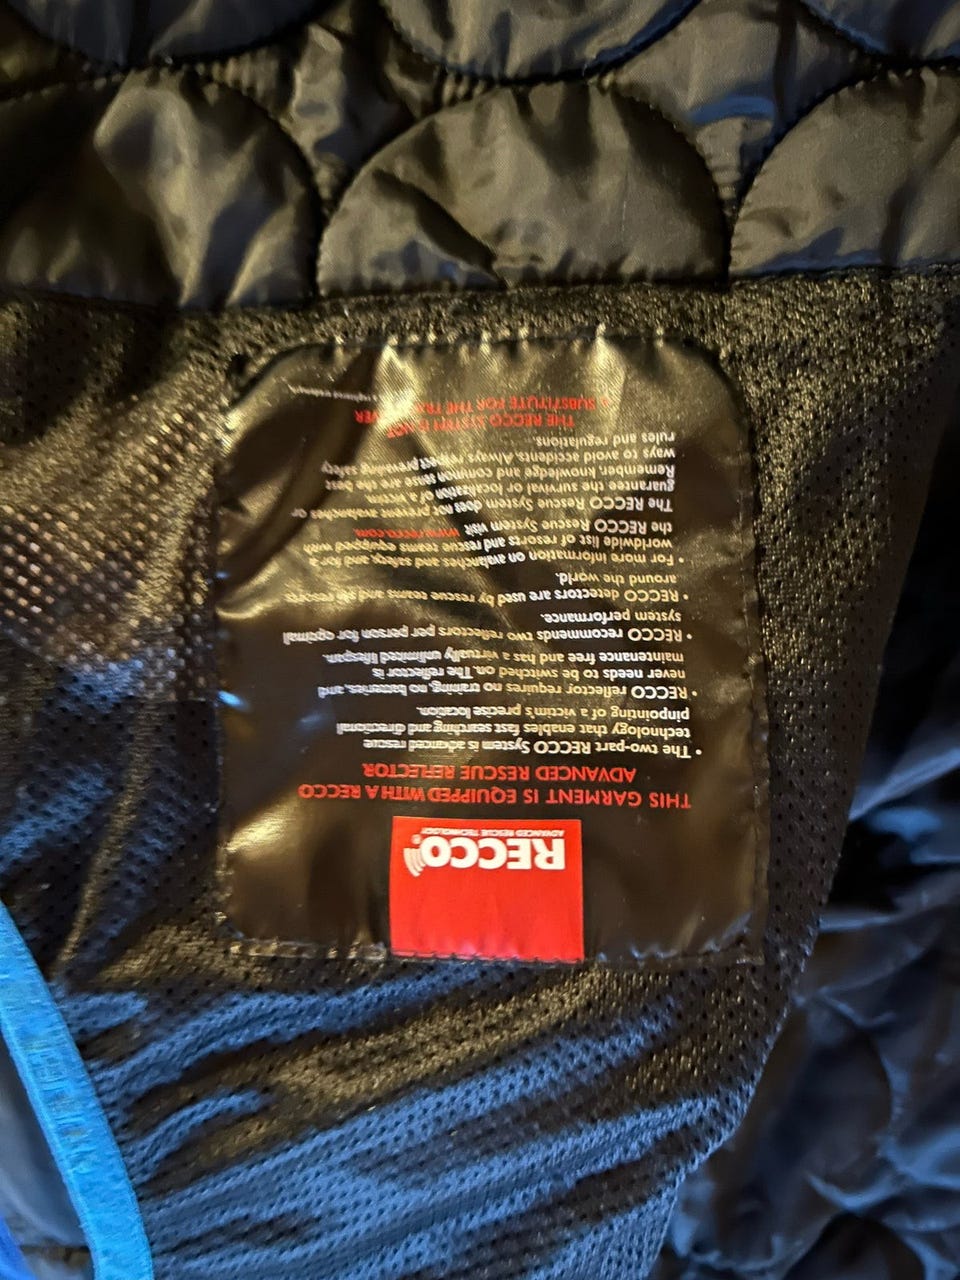 RECCO®
ADVANCED RESCUE TECHNOLOGY
THIS GARMENT IS EQUIPPED WITH A RECCO
ADVANCED RESCUE REFLECTOR
• The two-part RECCO System is advanced rescue
technology that enables fast searching and directional
pinpointing of a victim's precise location.
• RECCO reflector requires no training, no batteries, and
never needs to be switched on. The reflector is
maintenance free and has a virtually unlimited lifespan.
• RECCO recommends two reflectors per person for optimal
system performance.
• RECCO detectors are used by rescue teams and ski resorts
around the world.
• For more information on avalanches and safety, and for a
worldwide list of resorts and rescue teams equipped with
the RECCO Rescue System visit www.recco.com
The RECCO Rescue System does not prevent avalanches or
guarantee the survival or localization of a victim.
Remember, knowledge and common sense are the best
ways to avoid accidents. Always respect prevailing safety
rules and regulations.
THE RECCO SYSTEM IS NOT
A SUBSTITUTE FOR THE